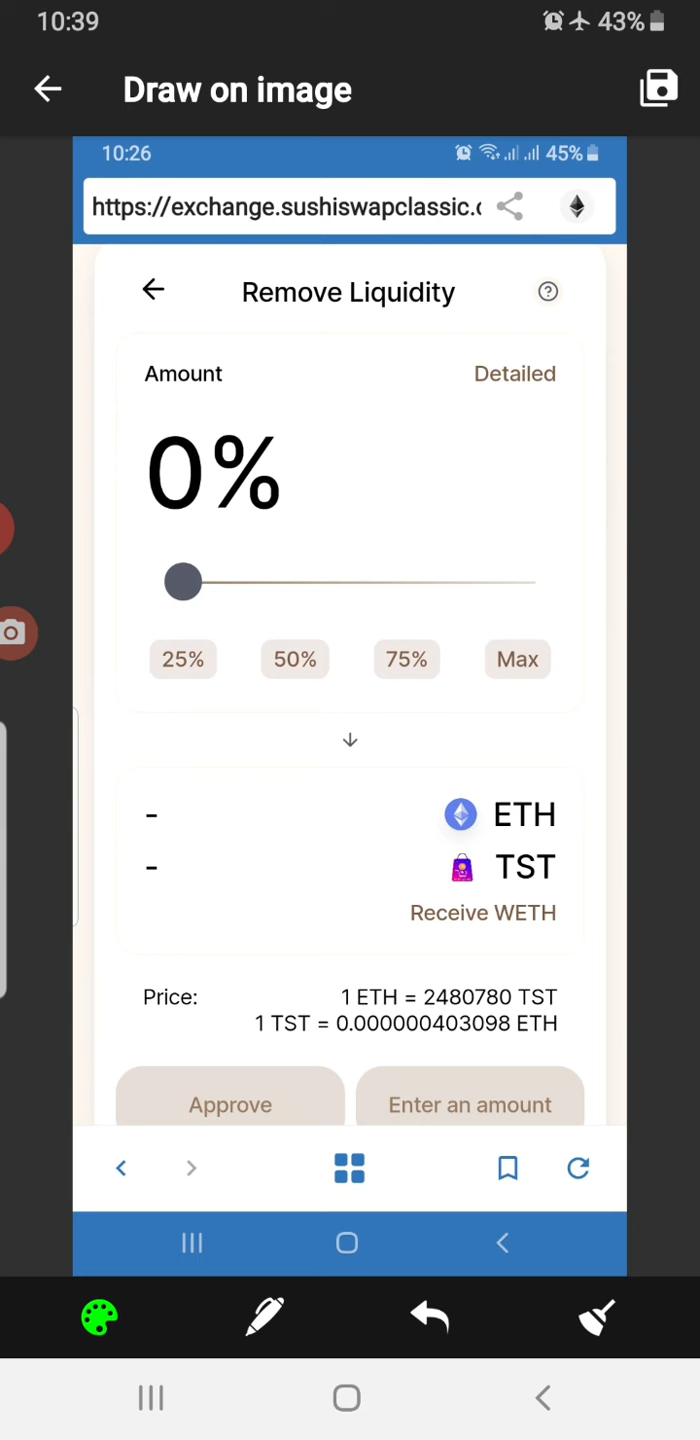 10:39
43%
Draw on image
10:26
45%
https://exchange.sushiswapclassic.
Remove Liquidity
Amount
Detailed
0%
25% 50% 75% Max
- ETH
- TST
Receive WETH
Price: 1 ETH = 2480780 TST
1 TST = 0.000000403098 ETH
Approve
Enter an amount